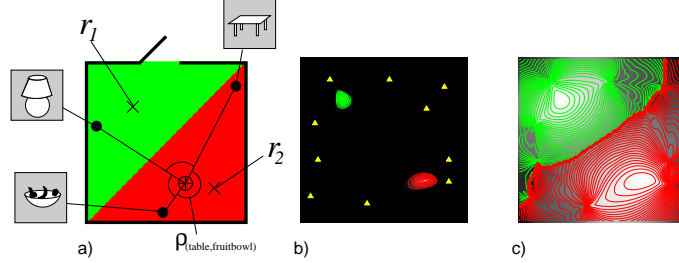 r1
r2
ρ(table,fruitbowl)
a)
b)
c)